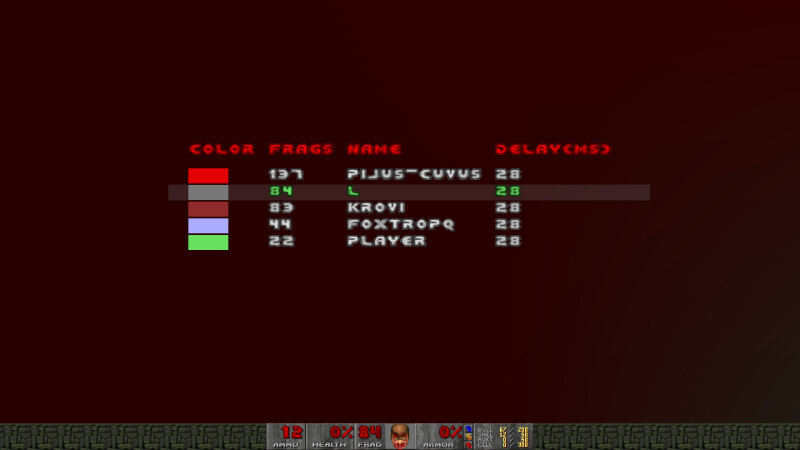 COLOR FRAGS NAME DELAY(MS)
137 PIJUS-CUVUS 28
84 L 28
83 KROVI 28
44 FOXTROPQ 28
22 PLAYER 28
12 0% 84 0%
AMMO HEALTH FRAG ARMOR